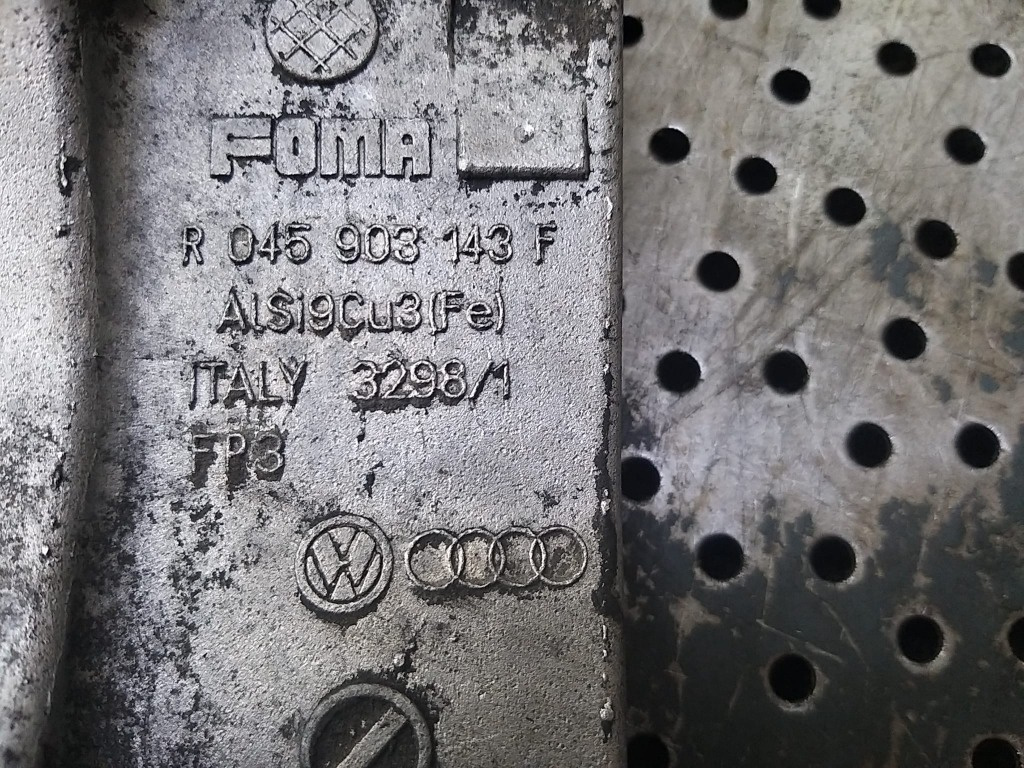 FOMA
R 045 903 143 F
AlSi9Cu3(Fe)
ITALY 3298/1
FP3